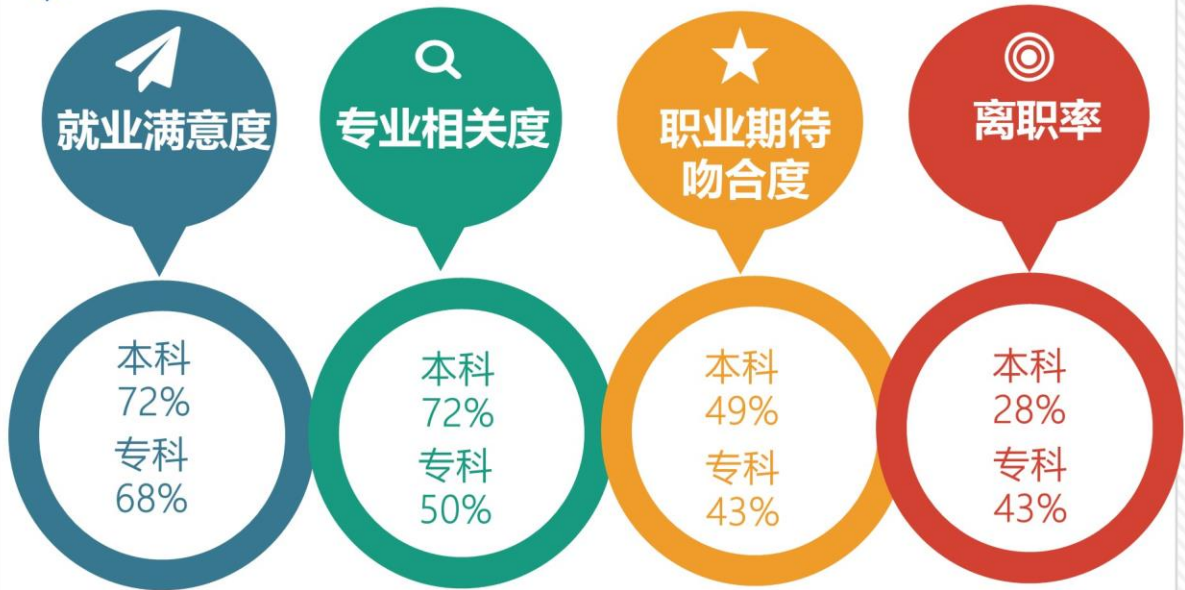 就业满意度
本科
72%
专科
68%
专业相关度
本科
72%
专科
50%
职业期待
吻合度
本科
49%
专科
43%
离职率
本科
28%
专科
43%